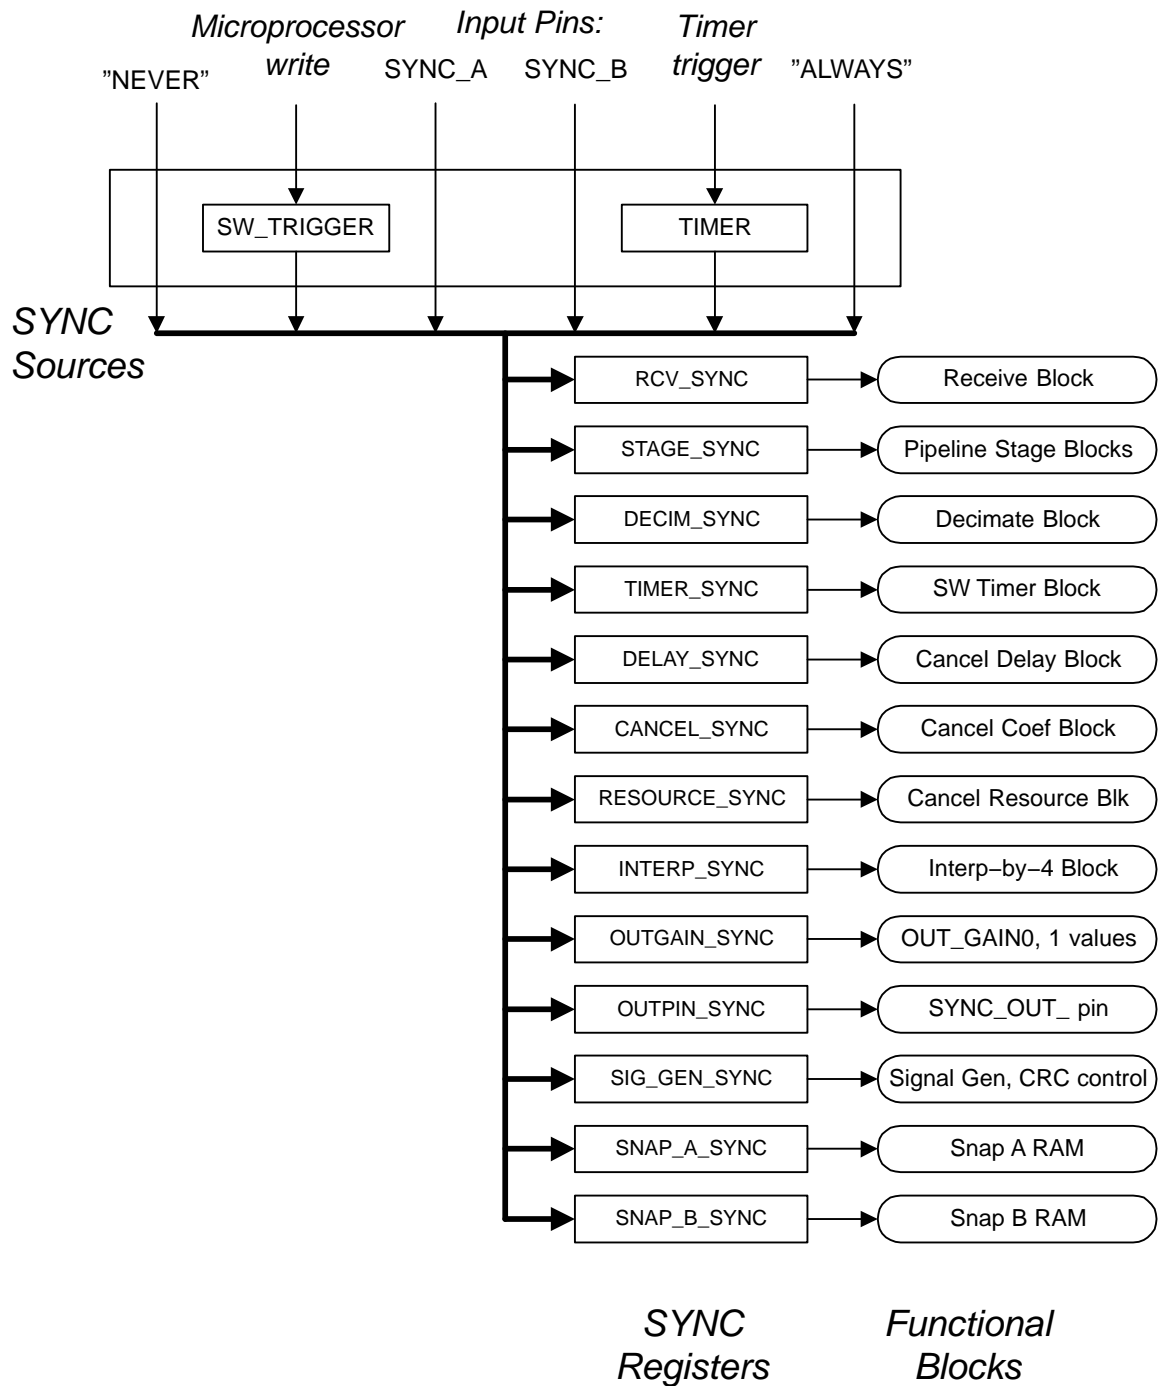 Microprocessor
write
Input Pins:
Timer
trigger
”NEVER”
SYNC_A
SYNC_B
”ALWAYS”
SW_TRIGGER
TIMER
SYNC
Sources
RCV_SYNC
Receive Block
STAGE_SYNC
Pipeline Stage Blocks
DECIM_SYNC
Decimate Block
TIMER_SYNC
SW Timer Block
DELAY_SYNC
Cancel Delay Block
CANCEL_SYNC
Cancel Coef Block
RESOURCE_SYNC
Cancel Resource Blk
INTERP_SYNC
Interp−by−4 Block
OUTGAIN_SYNC
OUT_GAIN0, 1 values
OUTPIN_SYNC
SYNC_OUT_ pin
SIG_GEN_SYNC
Signal Gen, CRC control
SNAP_A_SYNC
Snap A RAM
SNAP_B_SYNC
Snap B RAM
SYNC
Registers
Functional
Blocks